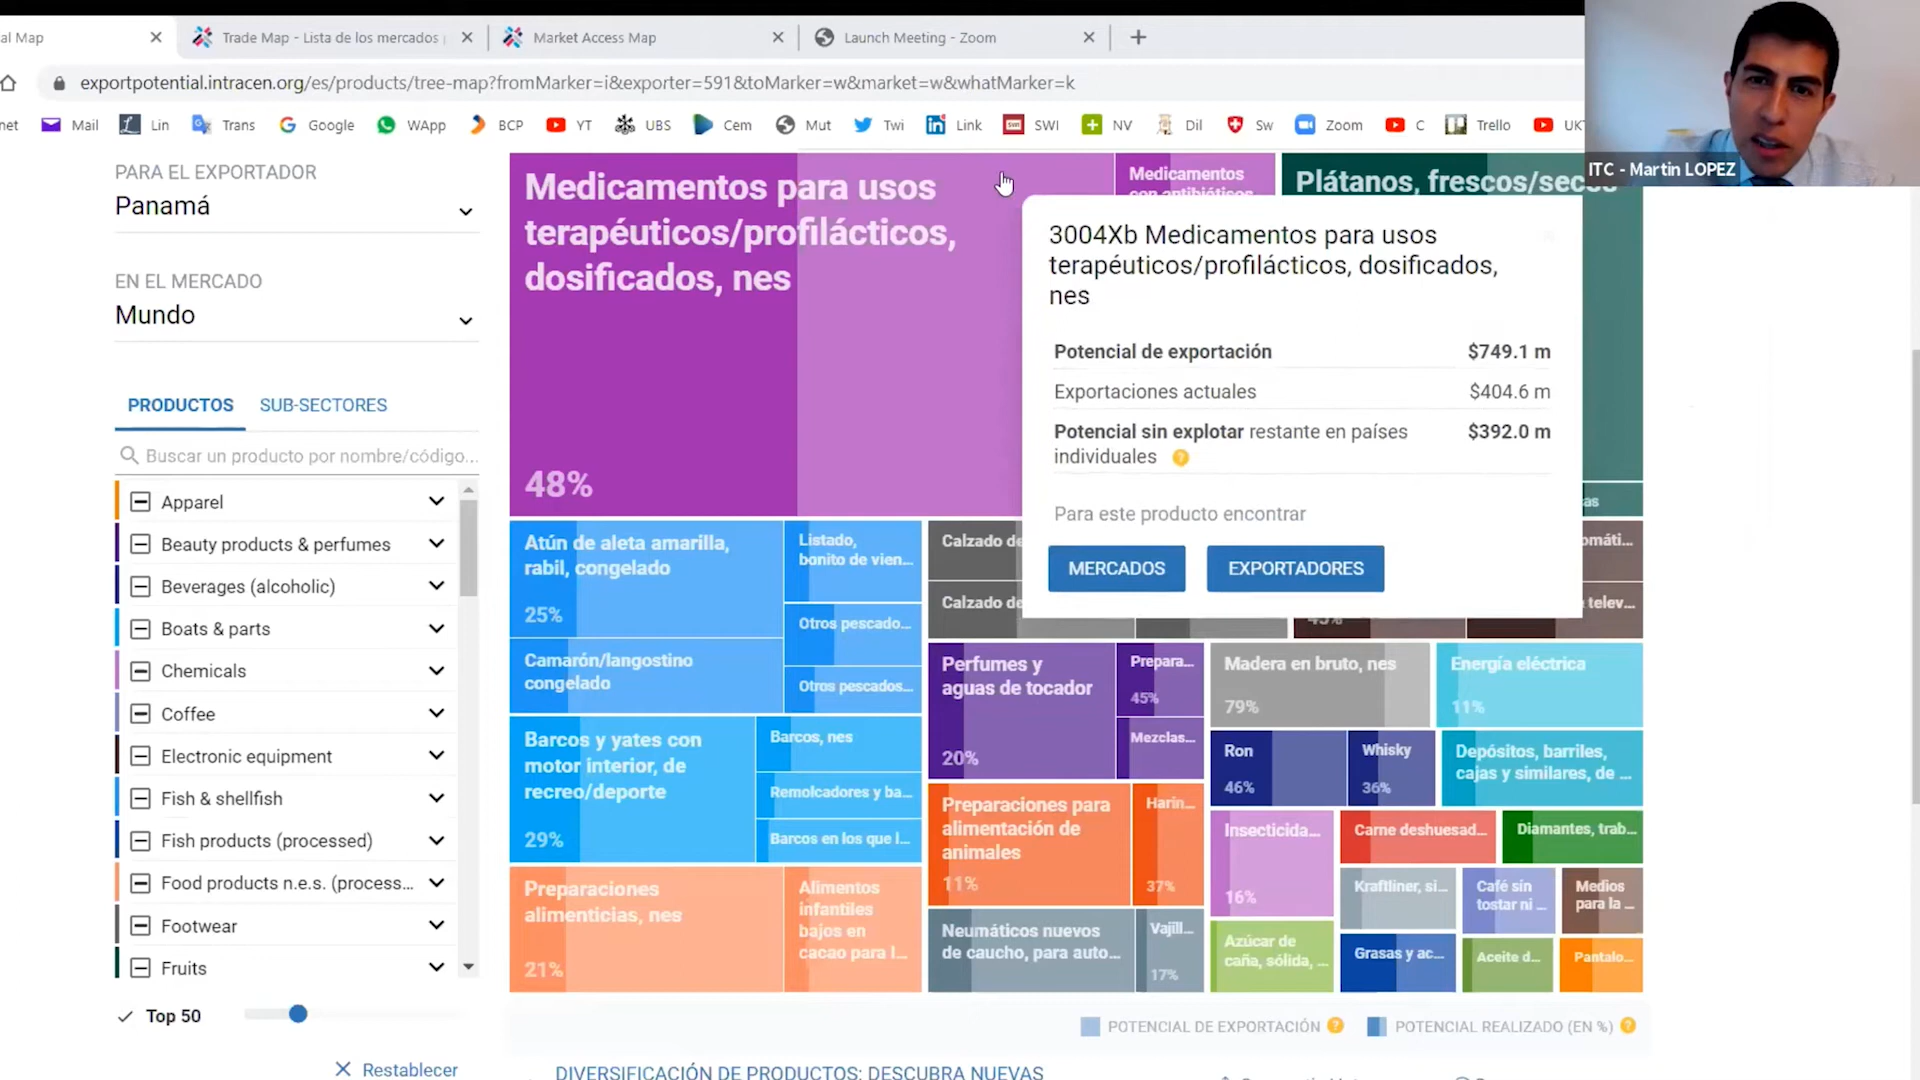 al Map
Trade Map - Lista de los mercados
Market Access Map
Launch Meeting - Zoom
exportpotential.intracen.org/es/products/tree-map?fromMarker=i&exporter=591&toMarker=w&market=w&whatMarker=k
net
Mail
Lin
Trans
Google
WApp
BCP
YT
UBS
Cem
Mut
Twi
Link
SWI
NV
Dil
Sw
Zoom
C
Trello
UK
ITC - Martin LOPEZ
PARA EL EXPORTADOR
Panamá
EN EL MERCADO
Mundo
PRODUCTOS
SUB-SECTORES
Buscar un producto por nombre/código...
Apparel
Beauty products & perfumes
Beverages (alcoholic)
Boats & parts
Chemicals
Coffee
Electronic equipment
Fish & shellfish
Fish products (processed)
Food products n.e.s. (process...
Footwear
Fruits
Top 50
Restablecer
Medicamentos para usos
terapéuticos/profilácticos,
dosificados, nes
48%
Medicamentos
con antibióticos
Plátanos, frescos/secos
3004Xb Medicamentos para usos
terapéuticos/profilácticos, dosificados,
nes
Potencial de exportación $749.1 m
Exportaciones actuales $404.6 m
Potencial sin explotar restante en países $392.0 m
individuales ?
Para este producto encontrar
MERCADOS
EXPORTADORES
as
Atún de aleta amarilla,
rabil, congelado
25%
Listado,
bonito de vien...
Otros pescado...
Otros pescados...
Camarón/langostino
congelado
Calzado de
Calzado de
omáti...
telev...
45%
Barcos y yates con
motor interior, de
recreo/deporte
29%
Barcos, nes
Remolcadores y ba...
Barcos en los que l...
Preparaciones
alimenticias, nes
21%
Alimentos
infantiles
bajos en
cacao para l...
Perfumes y
aguas de tocador
20%
Prepara...
45%
Mezclas...
Preparaciones para
alimentación de
animales
11%
Harin...
37%
Neumáticos nuevos
de caucho, para auto...
Vajill...
17%
Madera en bruto, nes
79%
Energía eléctrica
11%
Ron
46%
Whisky
36%
Depósitos, barriles,
cajas y similares, de ...
Insecticida...
16%
Carne deshuesad...
Diamantes, trab...
Kraftliner, si...
Café sin
tostar ni ...
Medios
para la ...
Azúcar de
caña, sólida, ...
Grasas y ac...
Aceite d...
Pantalo...
POTENCIAL DE EXPORTACIÓN ?
POTENCIAL REALIZADO (EN %) ?
DIVERSIFICACIÓN DE PRODUCTOS: DESCUBRA NUEVAS